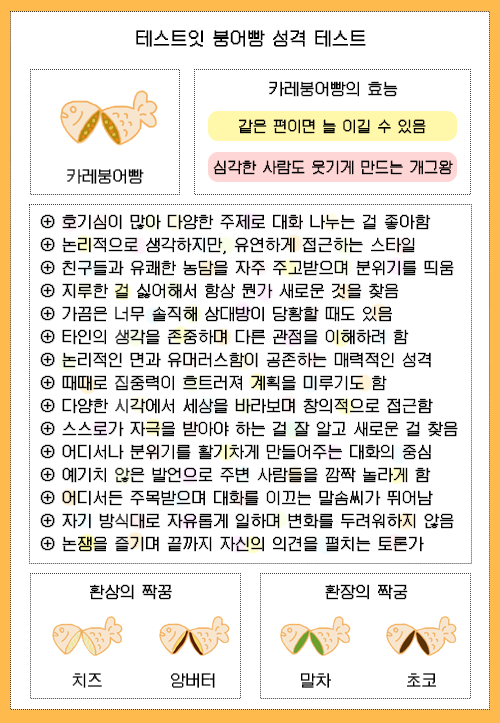 테스트잇 붕어빵 성격 테스트
카레붕어빵
카레붕어빵의 효능
같은 편이면 늘 이길 수 있음
심각한 사람도 웃기게 만드는 개그왕
⊕ 호기심이 많아 다양한 주제로 대화 나누는 걸 좋아함
⊕ 논리적으로 생각하지만, 유연하게 접근하는 스타일
⊕ 친구들과 유쾌한 농담을 자주 주고받으며 분위기를 띄움
⊕ 지루한 걸 싫어해서 항상 뭔가 새로운 것을 찾음
⊕ 가끔은 너무 솔직해 상대방이 당황할 때도 있음
⊕ 타인의 생각을 존중하며 다른 관점을 이해하려 함
⊕ 논리적인 면과 유머러스함이 공존하는 매력적인 성격
⊕ 때때로 집중력이 흐트러져 계획을 미루기도 함
⊕ 다양한 시각에서 세상을 바라보며 창의적으로 접근함
⊕ 스스로가 자극을 받아야 하는 걸 잘 알고 새로운 걸 찾음
⊕ 어디서나 분위기를 활기차게 만들어주는 대화의 중심
⊕ 예기치 않은 발언으로 주변 사람들을 깜짝 놀라게 함
⊕ 어디서든 주목받으며 대화를 이끄는 말솜씨가 뛰어남
⊕ 자기 방식대로 자유롭게 일하며 변화를 두려워하지 않음
⊕ 논쟁을 즐기며 끝까지 자신의 의견을 펼치는 토론가
환상의 짝꿍
치즈
앙버터
환장의 짝궁
말차
초코